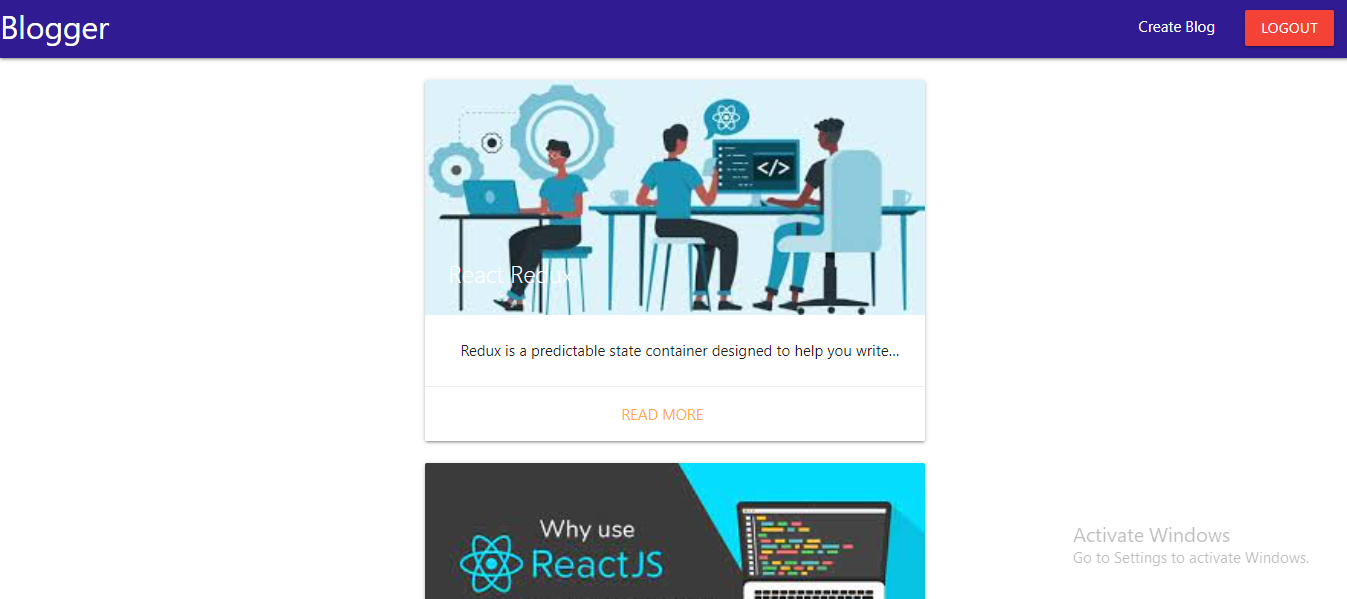 Blogger
Create Blog
LOGOUT
</>
React Redux
Redux is a predictable state container designed to help you write...
READ MORE
Why use
ReactJS
Activate Windows
Go to Settings to activate Windows.